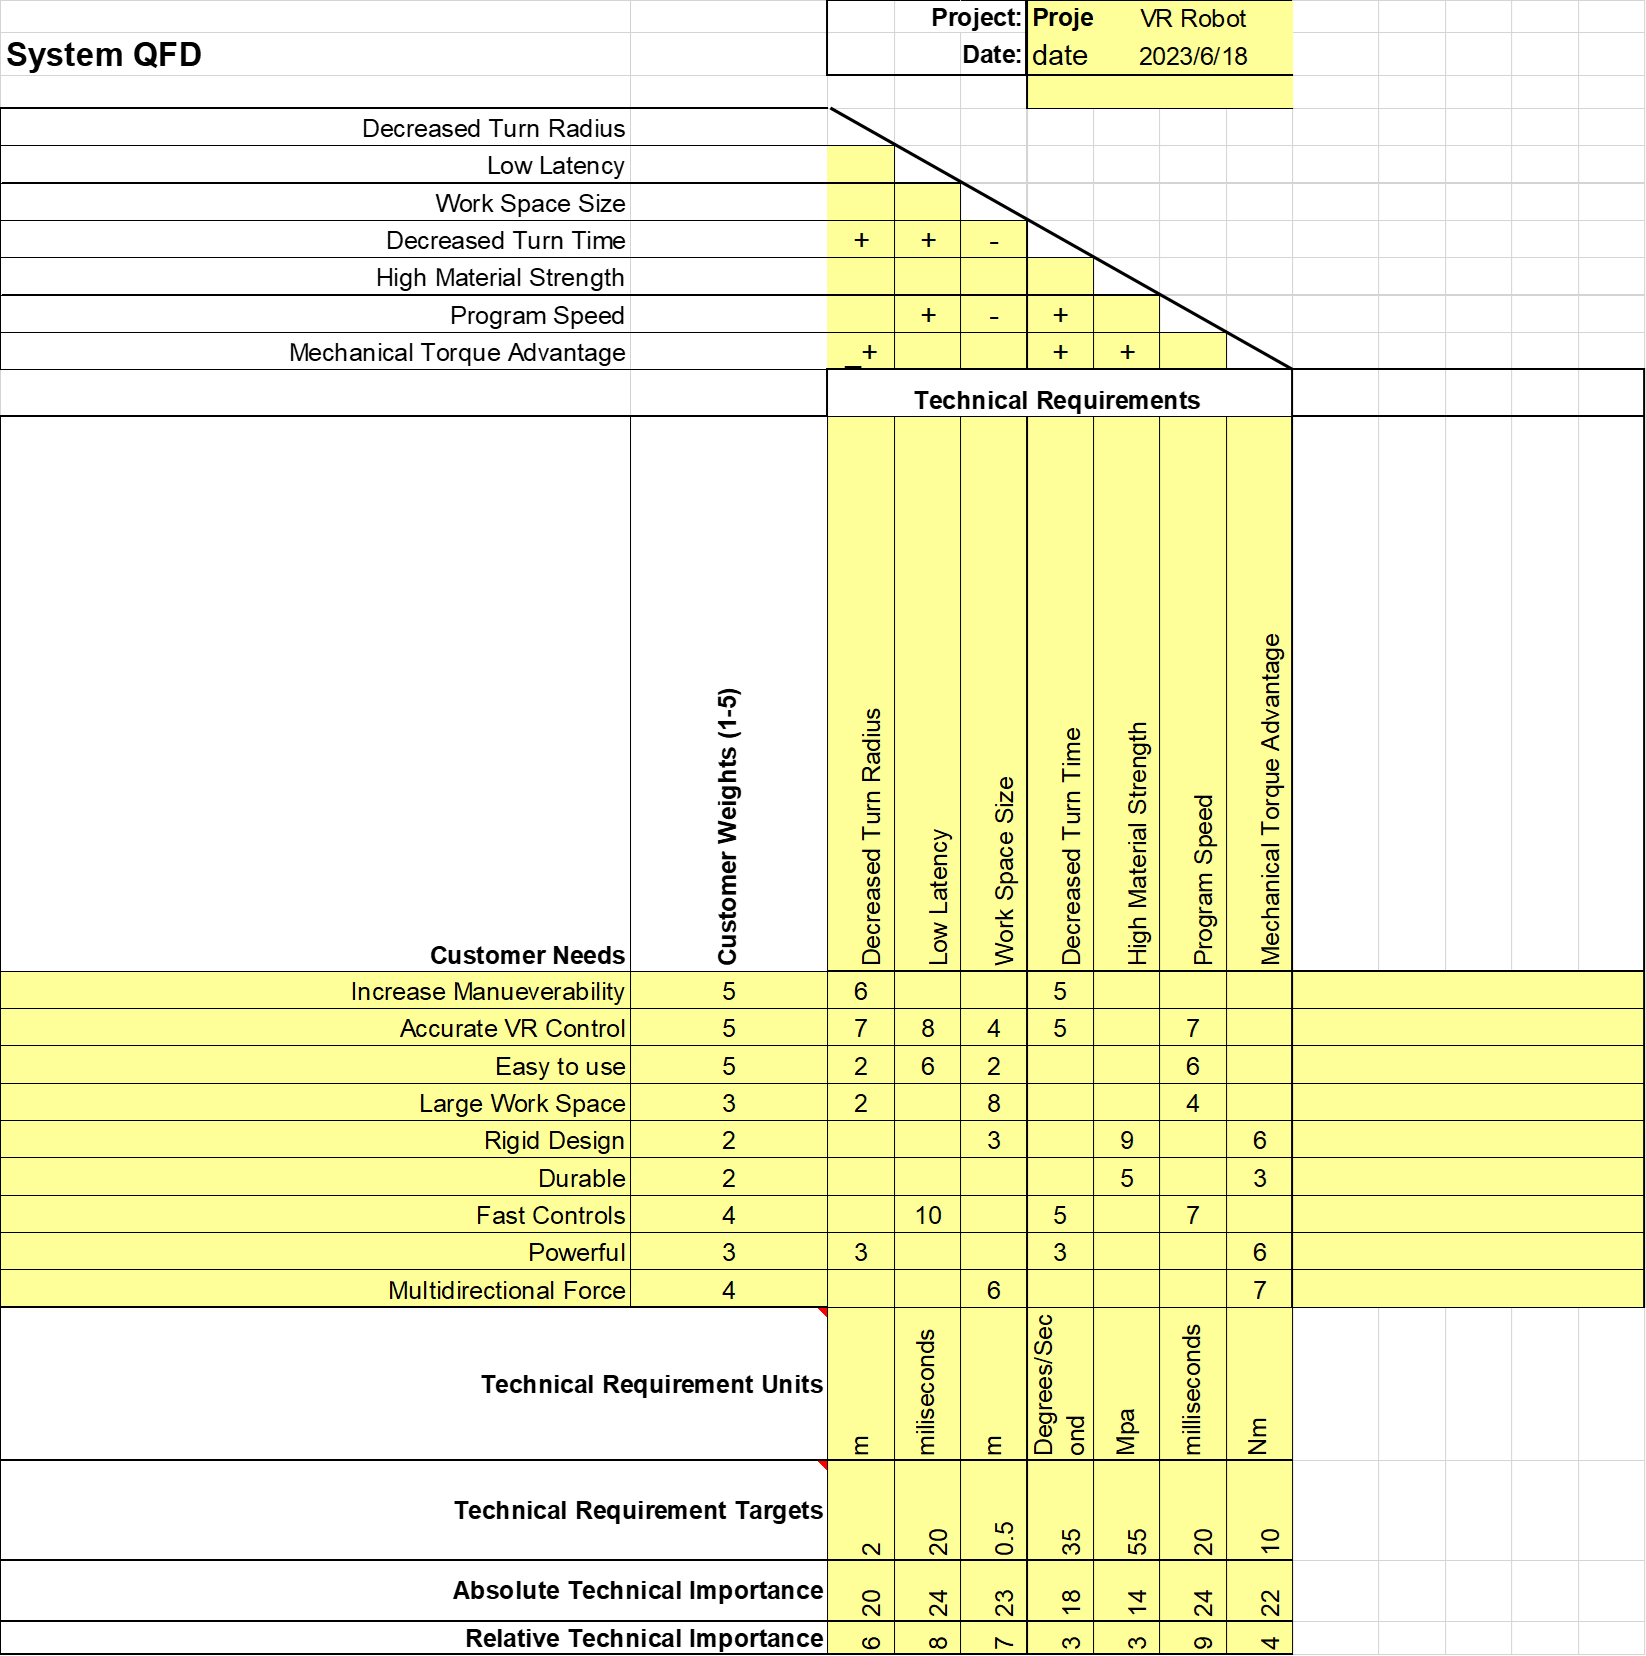 Project: Proje VR Robot
System QFD Date: date 2023/6/18
Decreased Turn Radius
Low Latency
Work Space Size
Decreased Turn Time + + -
High Material Strength
Program Speed + - +
Mechanical Torque Advantage _+ + +
Technical Requirements
Customer Needs
Customer Weights (1-5)
Decreased Turn Radius
Low Latency
Work Space Size
Decreased Turn Time
High Material Strength
Program Speed
Mechanical Torque Advantage
Increase Manueverability 5 6 5
Accurate VR Control 5 7 8 4 5 7
Easy to use 5 2 6 2 6
Large Work Space 3 2 8 4
Rigid Design 2 3 9 6
Durable 2 5 3
Fast Controls 4 10 5 7
Powerful 3 3 3 6
Multidirectional Force 4 6 7
Technical Requirement Units
m
miliseconds
m
Degrees/Sec
ond
Mpa
milliseconds
Nm
Technical Requirement Targets 2 20 0.5 35 55 20 10
Absolute Technical Importance 20 24 23 18 14 24 22
Relative Technical Importance 6 8 7 3 3 9 4